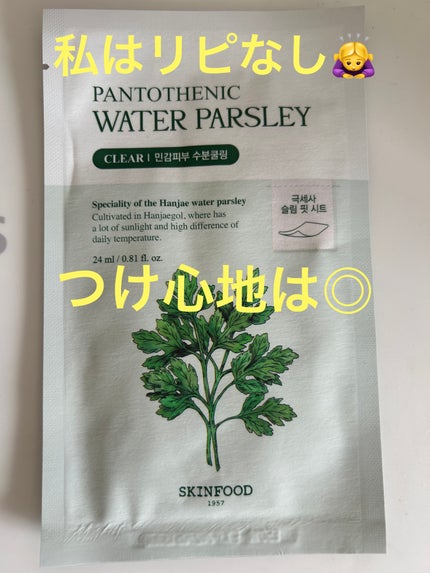 私はリピなし🙇‍♀️
PANTOTHENIC
WATER PARSLEY
CLEAR | 민감피부 수분쿨링
Speciality of the Hanjae water parsley
Cultivated in Hanjaegol, where has
a lot of sunlight and high difference of
daily temperature.
24 ml / 0.81 fl. oz.
극세사
슬림 핏 시트
つけ心地は◎
SKINFOOD
1957